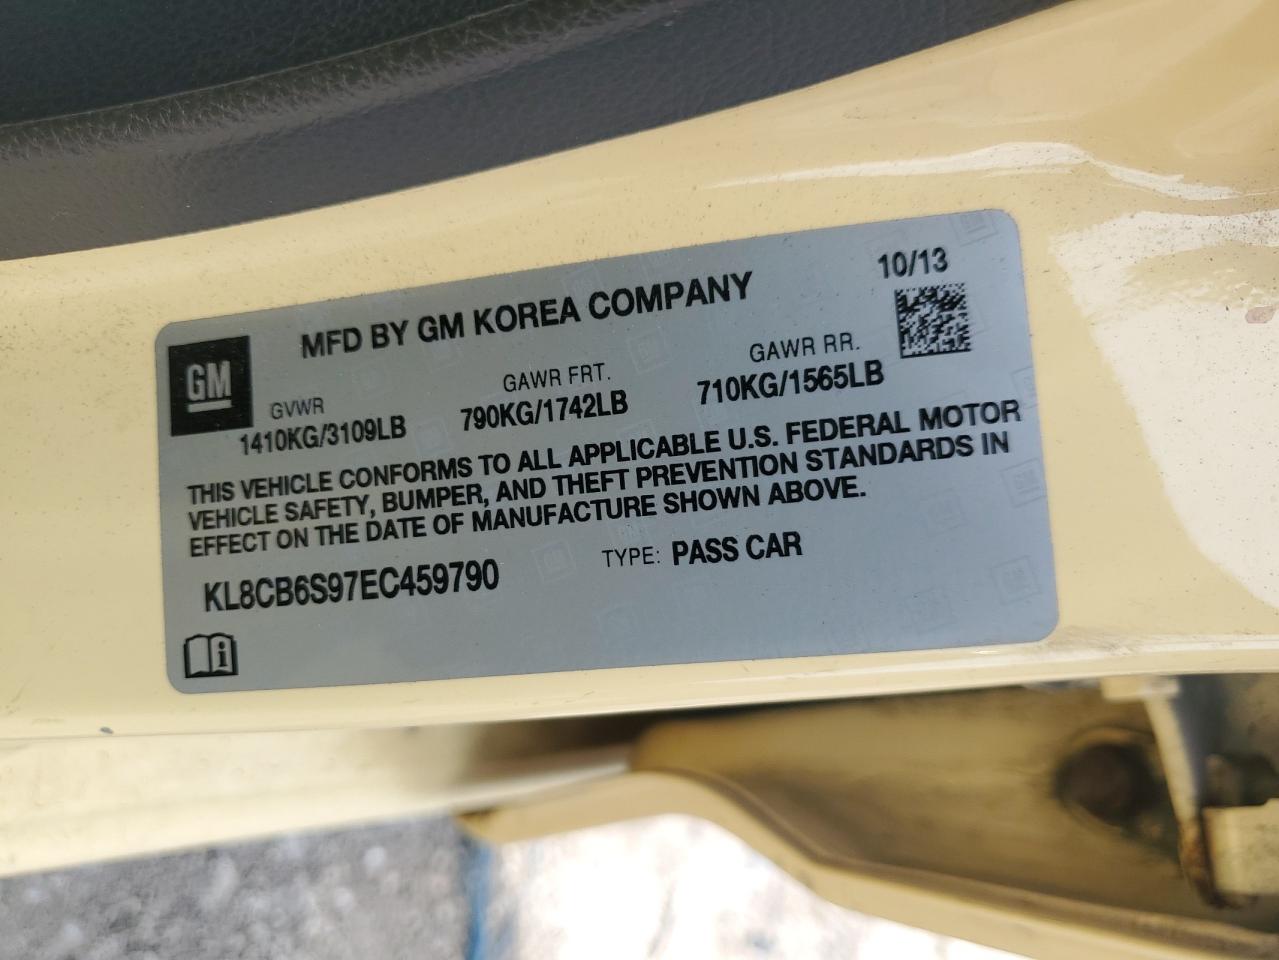 10/13
MFD BY GM KOREA COMPANY
GM
GVWR GAWR FRT. GAWR RR.
1410KG/3109LB 790KG/1742LB 710KG/1565LB
THIS VEHICLE CONFORMS TO ALL APPLICABLE U.S. FEDERAL MOTOR
VEHICLE SAFETY, BUMPER, AND THEFT PREVENTION STANDARDS IN
EFFECT ON THE DATE OF MANUFACTURE SHOWN ABOVE.
KL8CB6S97EC459790 TYPE: PASS CAR
i